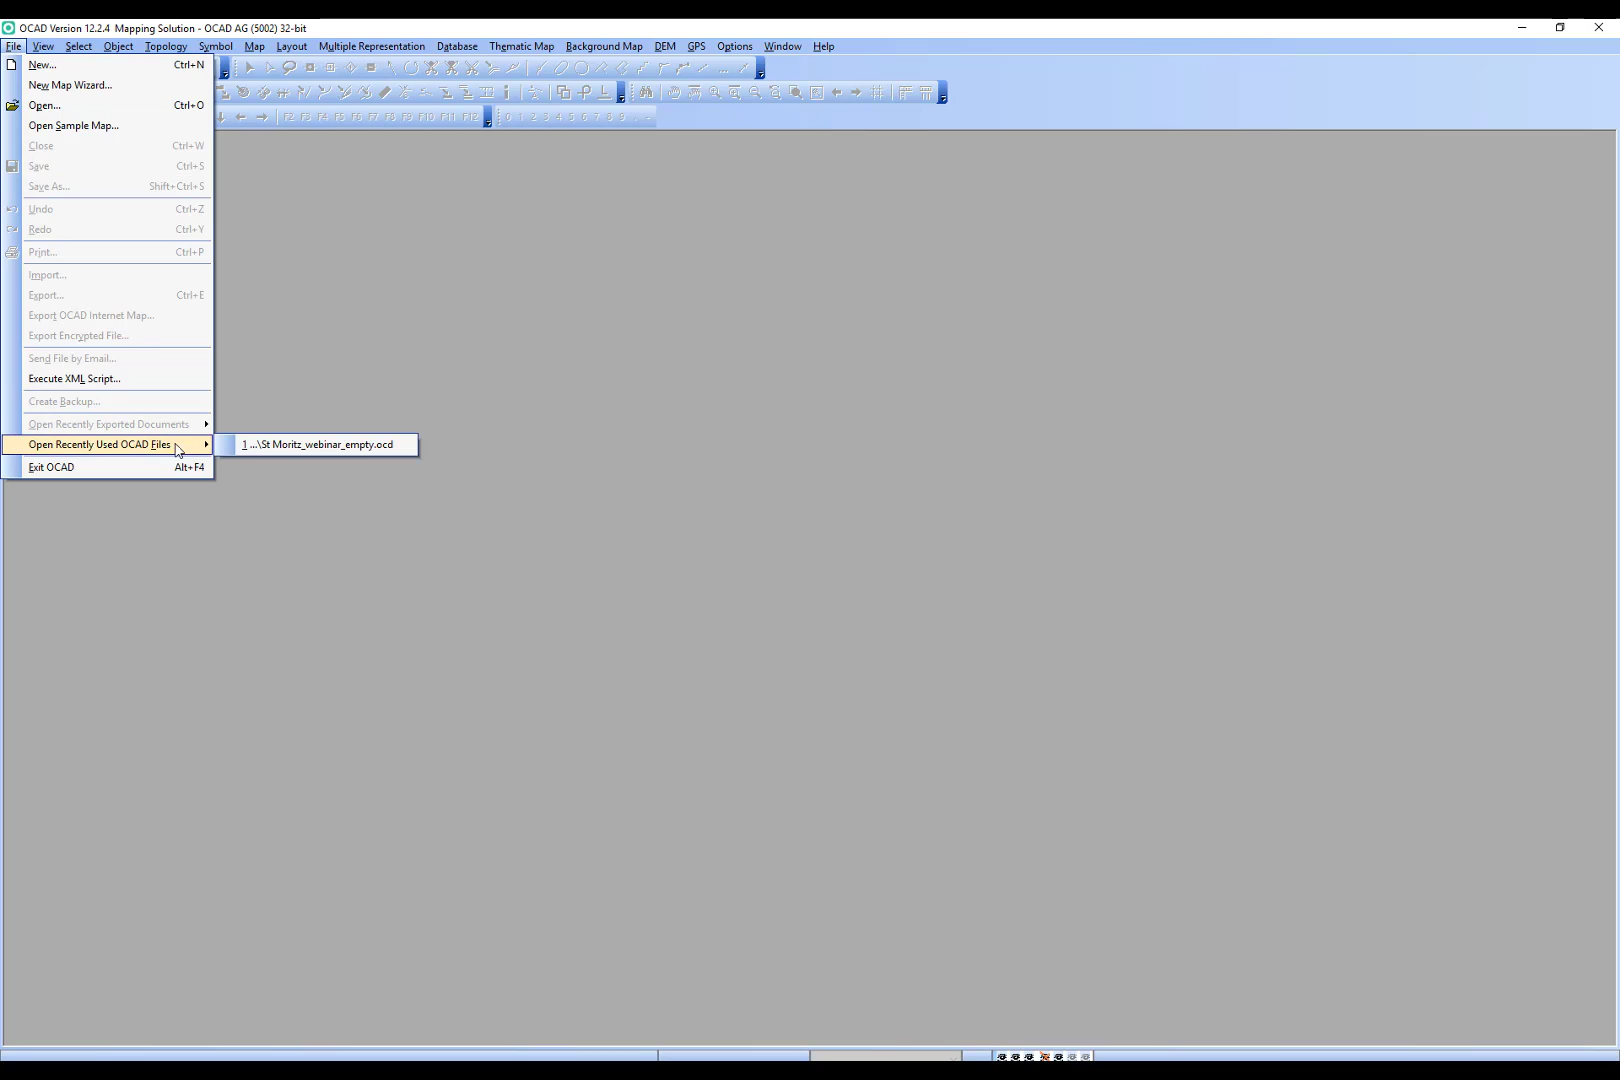 OCAD Version 12.2.4 Mapping Solution - OCAD AG (5002) 32-bit
File View Select Object Topology Symbol Map Layout Multiple Representation Database Thematic Map Background Map DEM GPS Options Window Help
New... Ctrl+N
New Map Wizard...
Open... Ctrl+O
Open Sample Map...
Close Ctrl+W
Save Ctrl+S
Save As... Shift+Ctrl+S
Undo Ctrl+Z
Redo Ctrl+Y
Print... Ctrl+P
Import...
Export... Ctrl+E
Export OCAD Internet Map...
Export Encrypted File...
Send File by Email...
Execute XML Script...
Create Backup...
Open Recently Exported Documents
Open Recently Used OCAD Files
1 ...\St Moritz_webinar_empty.ocd
Exit OCAD Alt+F4
F2 F3 F4 F5 F6 F7 F8 F9 F10 F11 F12 0 1 2 3 4 5 6 7 8 9